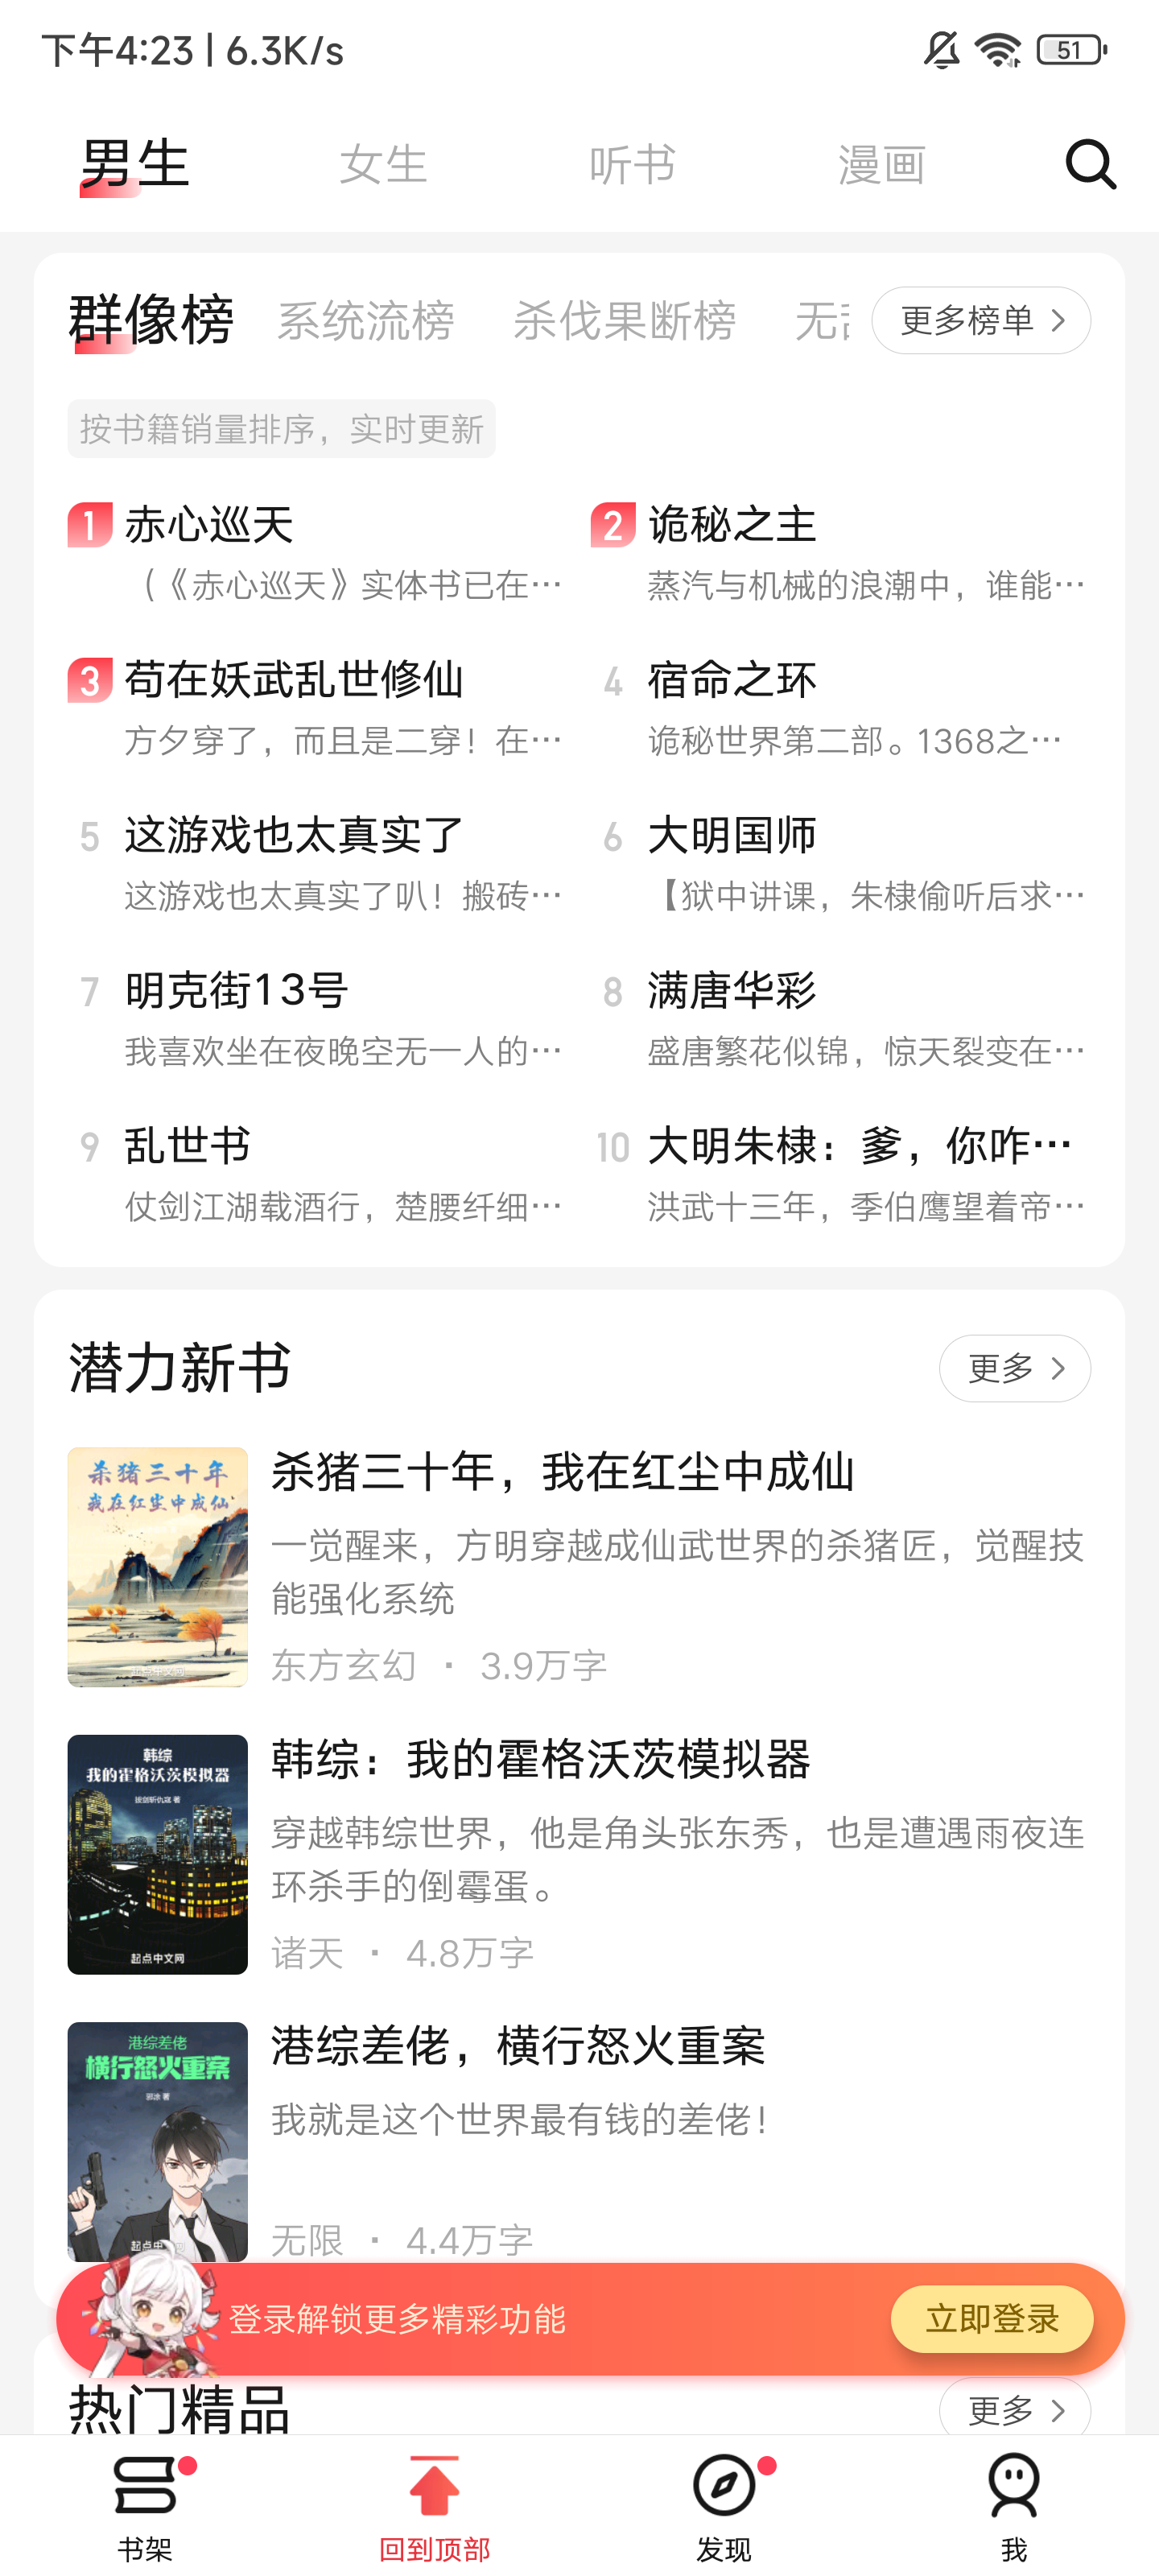 下午4:23 | 6.3K/s
51
男生
女生
听书
漫画
群像榜
系统流榜
杀伐果断榜
无
更多榜单
按书籍销量排序，实时更新
1 赤心巡天
（《赤心巡天》实体书已在…
2 诡秘之主
蒸汽与机械的浪潮中，谁能…
3 苟在妖武乱世修仙
方夕穿了，而且是二穿！在…
4 宿命之环
诡秘世界第二部。1368之…
5 这游戏也太真实了
这游戏也太真实了叭！搬砖…
6 大明国师
【狱中讲课，朱棣偷听后求…
7 明克街13号
我喜欢坐在夜晚空无一人的…
8 满唐华彩
盛唐繁花似锦，惊天裂变在…
9 乱世书
仗剑江湖载酒行，楚腰纤细…
10 大明朱棣：爹，你咋…
洪武十三年，季伯鹰望着帝…
潜力新书
更多
杀猪三十年
我在红尘中成仙
起点中文网
杀猪三十年，我在红尘中成仙
一觉醒来，方明穿越成仙武世界的杀猪匠，觉醒技
能强化系统
东方玄幻 · 3.9万字
韩综
我的霍格沃茨模拟器
拔剑斩仇寇 著
起点中文网
韩综：我的霍格沃茨模拟器
穿越韩综世界，他是角头张东秀，也是遭遇雨夜连
环杀手的倒霉蛋。
诸天 · 4.8万字
港综差佬
横行怒火重案
著
起点中 网
港综差佬，横行怒火重案
我就是这个世界最有钱的差佬！
无限 · 4.4万字
登录解锁更多精彩功能
立即登录
热门精品
更多
书架
回到顶部
发现
我